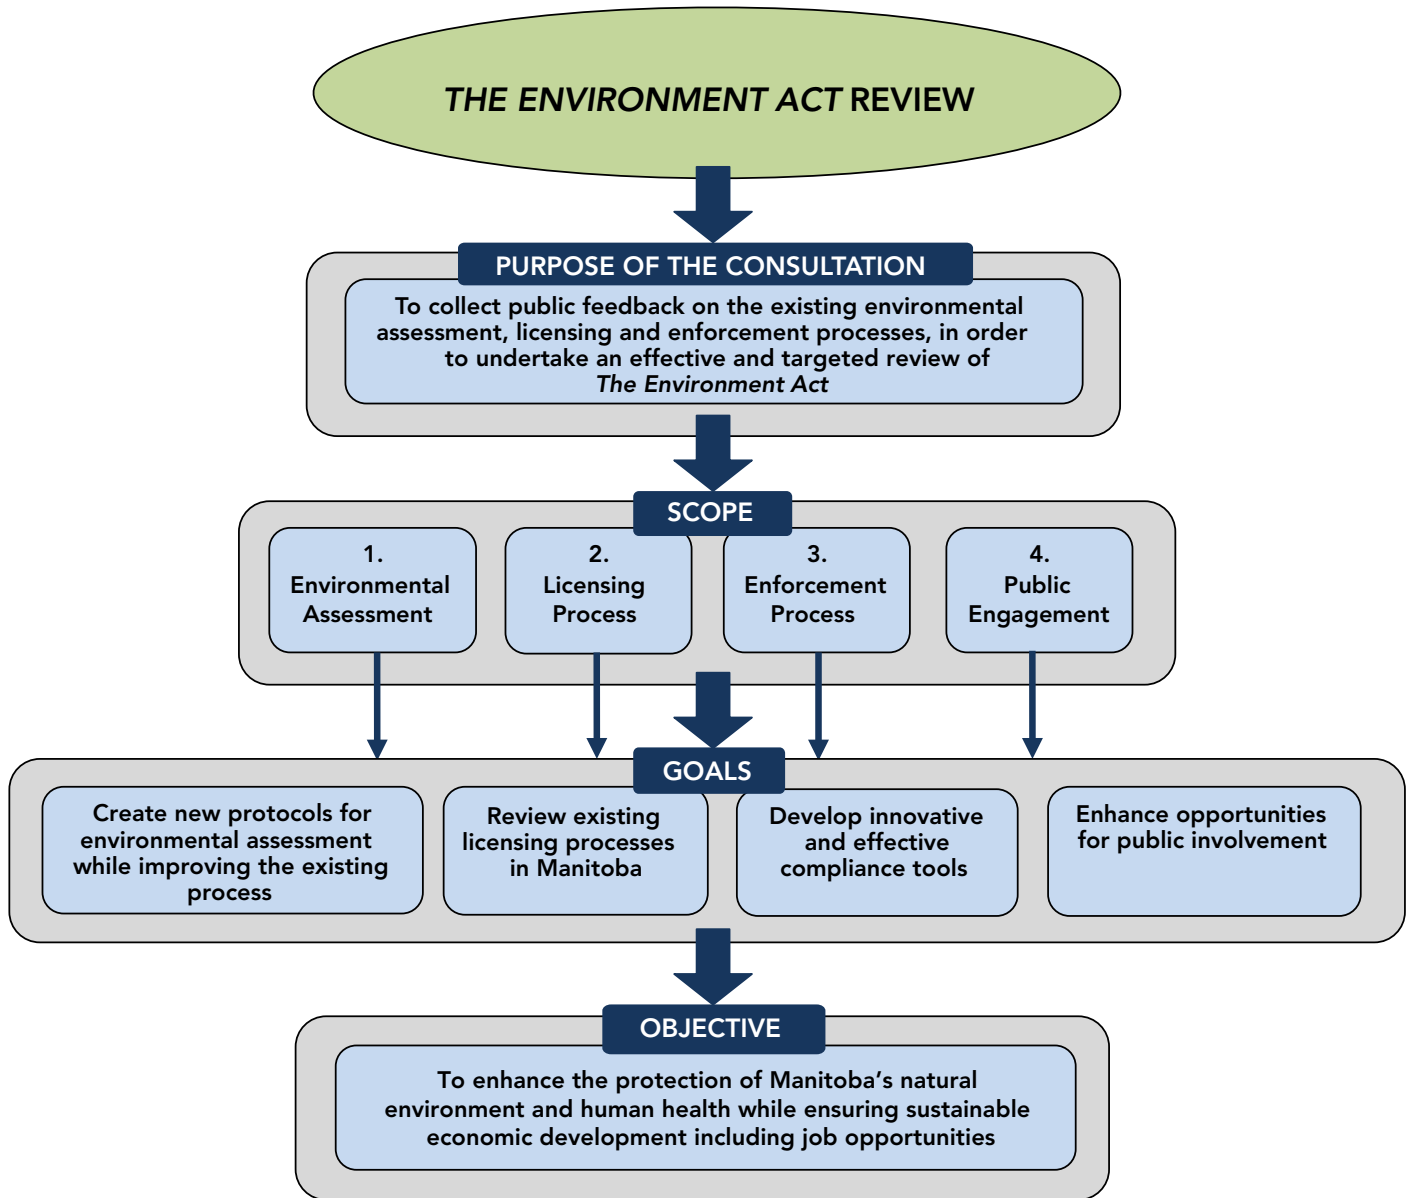 THE ENVIRONMENT ACT REVIEW
PURPOSE OF THE CONSULTATION
To collect public feedback on the existing environmental
assessment, licensing and enforcement processes, in order
to undertake an effective and targeted review of
The Environment Act
SCOPE
1.
Environmental
Assessment
2.
Licensing
Process
3.
Enforcement
Process
4.
Public
Engagement
GOALS
Create new protocols for
environmental assessment
while improving the existing
process
Review existing
licensing processes
in Manitoba
Develop innovative
and effective
compliance tools
Enhance opportunities
for public involvement
OBJECTIVE
To enhance the protection of Manitoba’s natural
environment and human health while ensuring sustainable
economic development including job opportunities